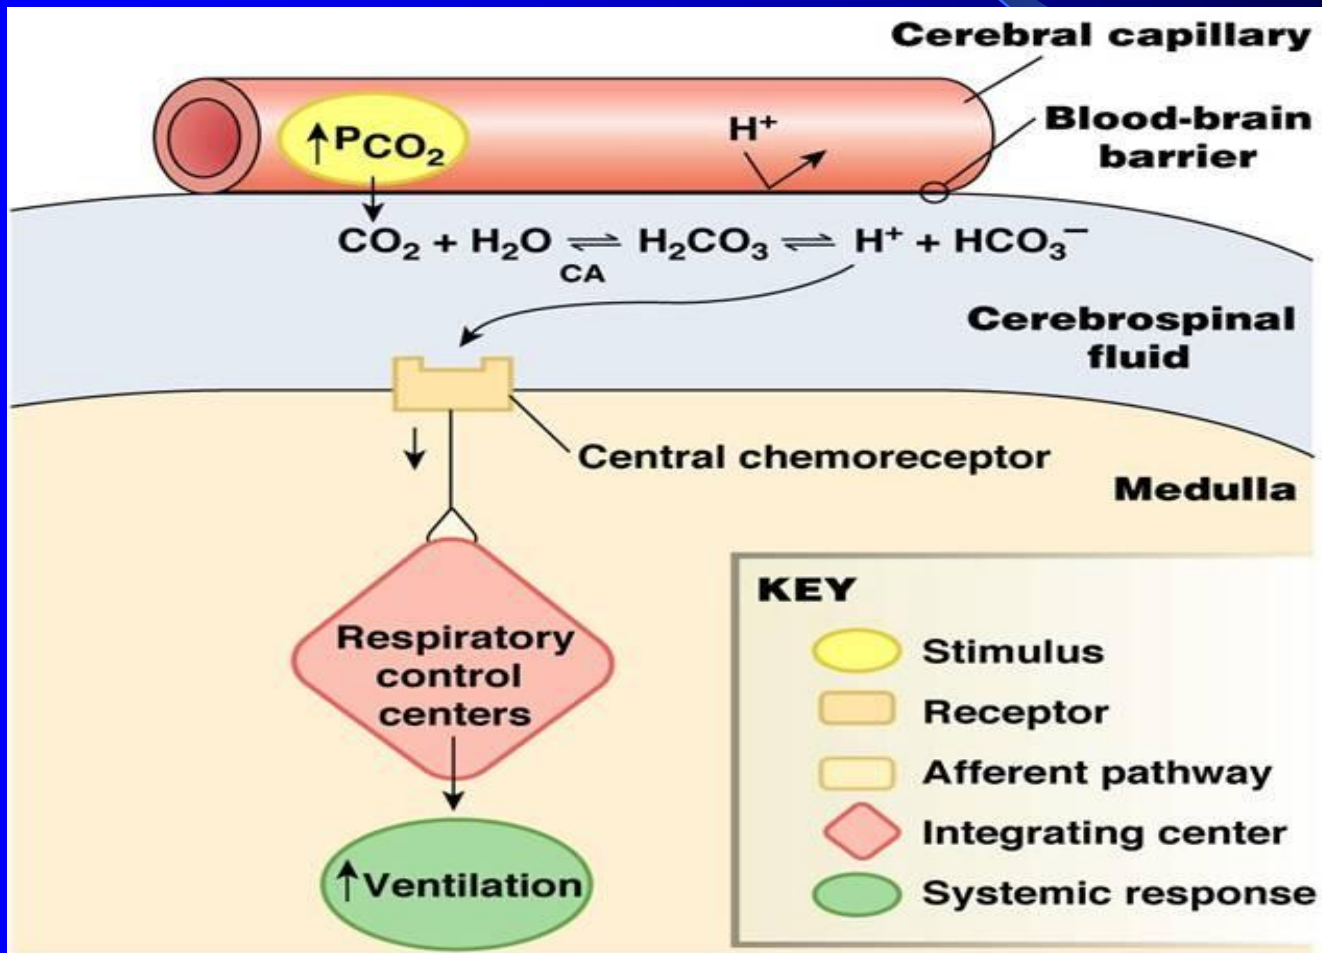 Cerebral capillary
↑PCO₂
H⁺
Blood-brain
barrier
CO₂ + H₂O ⇌ H₂CO₃ ⇌ H⁺ + HCO₃⁻
CA
Cerebrospinal
fluid
Central chemoreceptor
Medulla
Respiratory
control
centers
↑Ventilation
KEY
Stimulus
Receptor
Afferent pathway
Integrating center
Systemic response